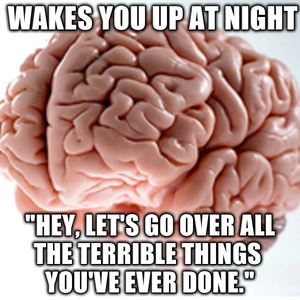 WAKES YOU UP AT NIGHT
"HEY, LET'S GO OVER ALL
THE TERRIBLE THINGS
YOU'VE EVER DONE."